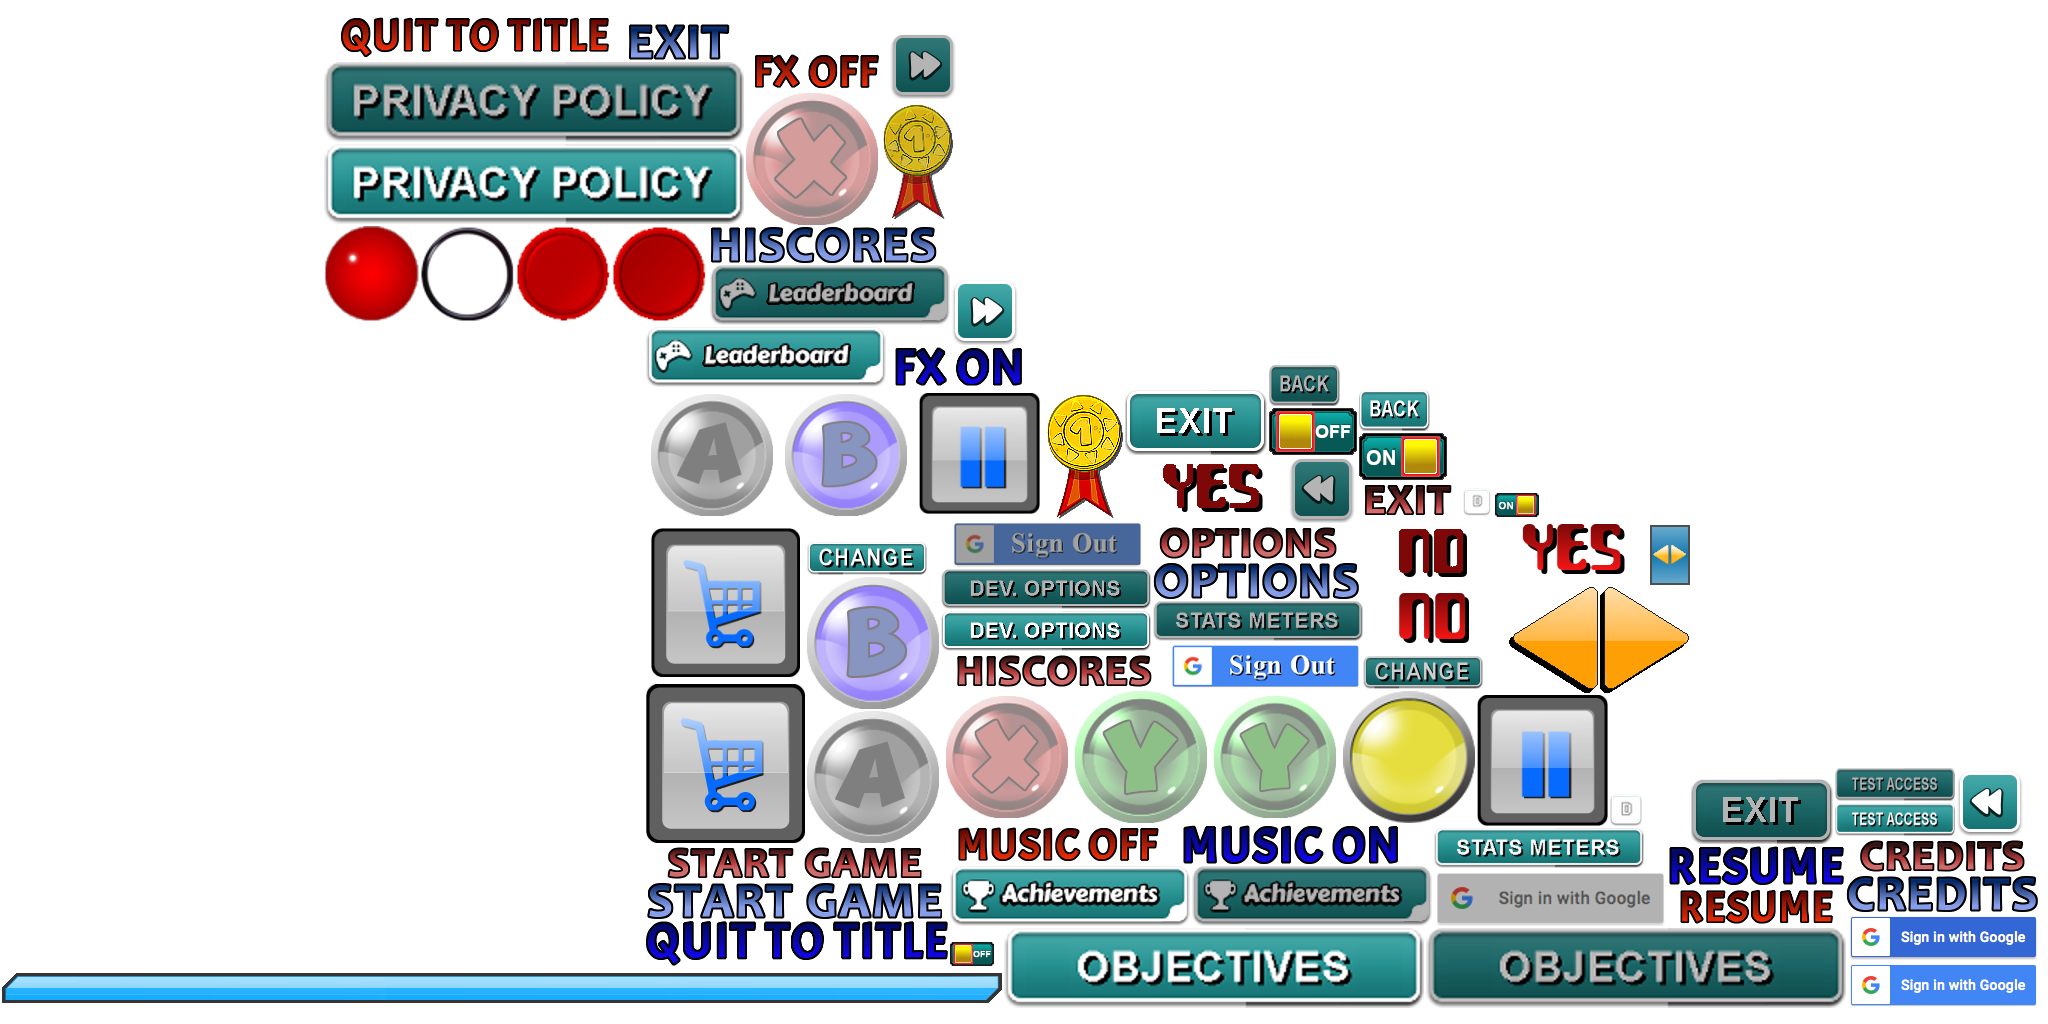 QUIT TO TITLE
EXIT
FX OFF
PRIVACY POLICY
X
1
PRIVACY POLICY
HISCORES
Leaderboard
Leaderboard
FX ON
BACK
BACK
A
B
1
EXIT
OFF
ON
YES
EXIT
ON
Sign Out
OPTIONS
NO
YES
CHANGE
DEV. OPTIONS
OPTIONS
B
DEV. OPTIONS
STATS METERS
NO
HISCORES
Sign Out
CHANGE
A
X
Y
Y
EXIT
TEST ACCESS
TEST ACCESS
MUSIC OFF
MUSIC ON
STATS METERS
START GAME
RESUME
CREDITS
START GAME
Achievements
Achievements
Sign in with Google
RESUME
CREDITS
QUIT TO TITLE
OFF
OBJECTIVES
OBJECTIVES
Sign in with Google
Sign in with Google